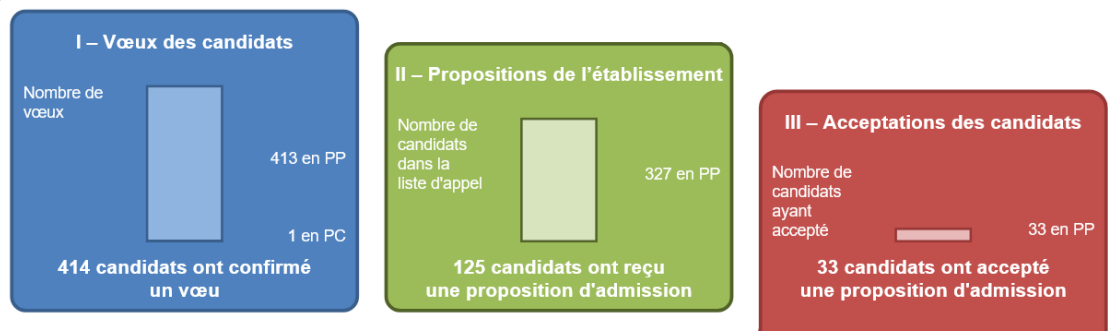 I – Vœux des candidats
Nombre de
vœux
413 en PP
1 en PC
414 candidats ont confirmé
un vœu
II – Propositions de l'établissement
Nombre de
candidats
dans la
liste d'appel
327 en PP
125 candidats ont reçu
une proposition d'admission
III – Acceptations des candidats
Nombre de
candidats
ayant
accepté
33 en PP
33 candidats ont accepté
une proposition d'admission